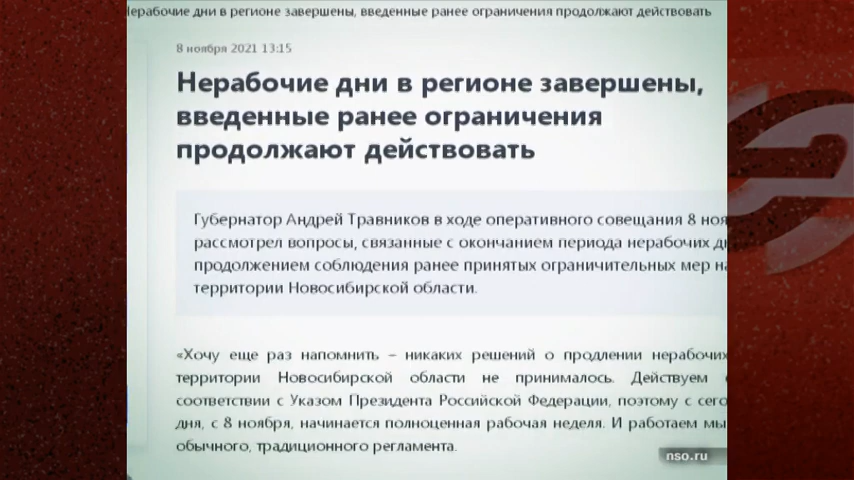 Нерабочие дни в регионе завершены, введенные ранее ограничения продолжают действовать
8 ноября 2021 13:15
Нерабочие дни в регионе завершены,
введенные ранее ограничения
продолжают действовать
Губернатор Андрей Травников в ходе оперативного совещания 8
рассмотрел вопросы, связанные с окончанием периода нерабочих
продолжением соблюдения ранее принятых ограничительных мер
территории Новосибирской области.
«Хочу еще раз напомнить – никаких решений о продлении нерабочих
территории Новосибирской области не принималось. Действуем
соответствии с Указом Президента Российской Федерации, поэтому с
дня, с 8 ноября, начинается полноценная рабочая неделя. И работаем мы
обычного, традиционного регламента.
nso.ru